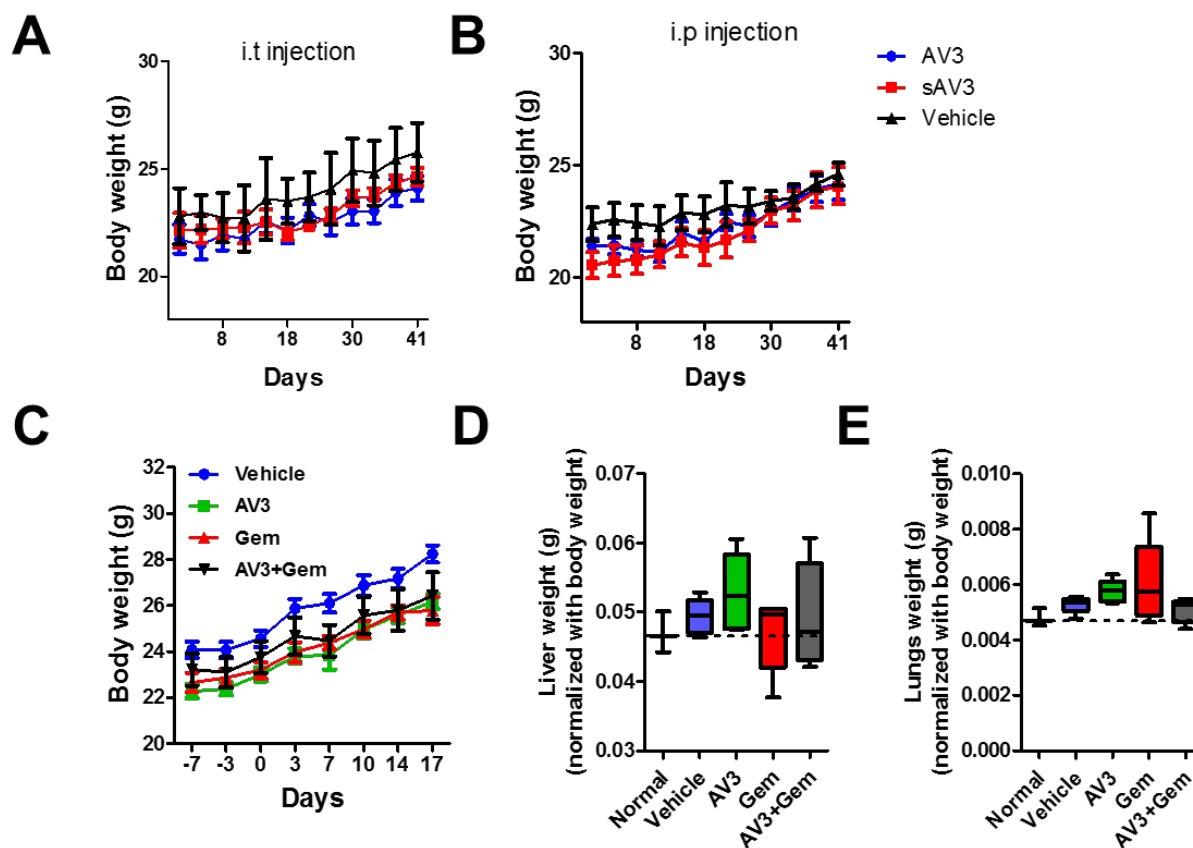 A
i.t injection
Body weight (g)
30
25
20
8 18 30 41
Days
B
i.p injection
Body weight (g)
30
25
20
8 18 30 41
Days
AV3
sAV3
Vehicle
C
Body weight (g)
32
30
28
26
24
22
20
-7 -3 0 3 7 10 14 17
Days
Vehicle
AV3
Gem
AV3+Gem
D
Liver weight (g)
(normalized with body weight)
0.07
0.06
0.05
0.04
0.03
Normal
Vehicle
AV3
Gem
AV3+Gem
E
Lungs weight (g)
(normalized with body weight)
0.010
0.008
0.006
0.004
0.002
0.000
Normal
Vehicle
AV3
Gem
AV3+Gem